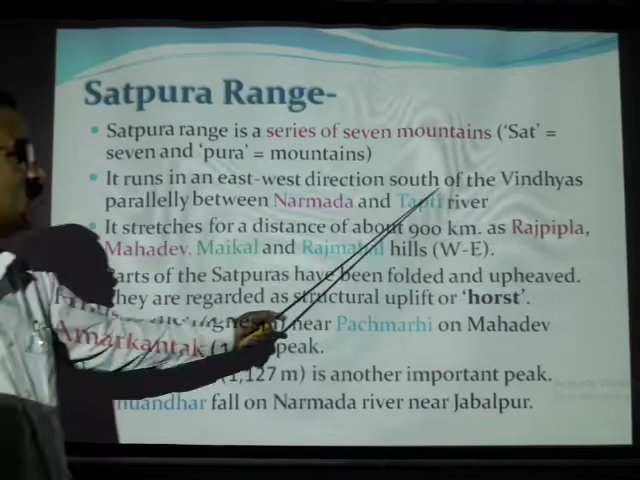 Satpura Range-
• Satpura range is a series of seven mountains ('Sat' =
seven and 'pura' = mountains)
• It runs in an east-west direction south of the Vindhyas
parallelly between Narmada and Tapti river
• It stretches for a distance of about 900 km. as Rajpipla,
Mahadev, Maikal and Rajmahal hills (W-E).
Parts of the Satpuras have been folded and upheaved.
They are regarded as structural uplift or 'horst'.
near Pachmarhi on Mahadev
Amarkantak peak.
(1,127 m) is another important peak.
fall on Narmada river near Jabalpur.